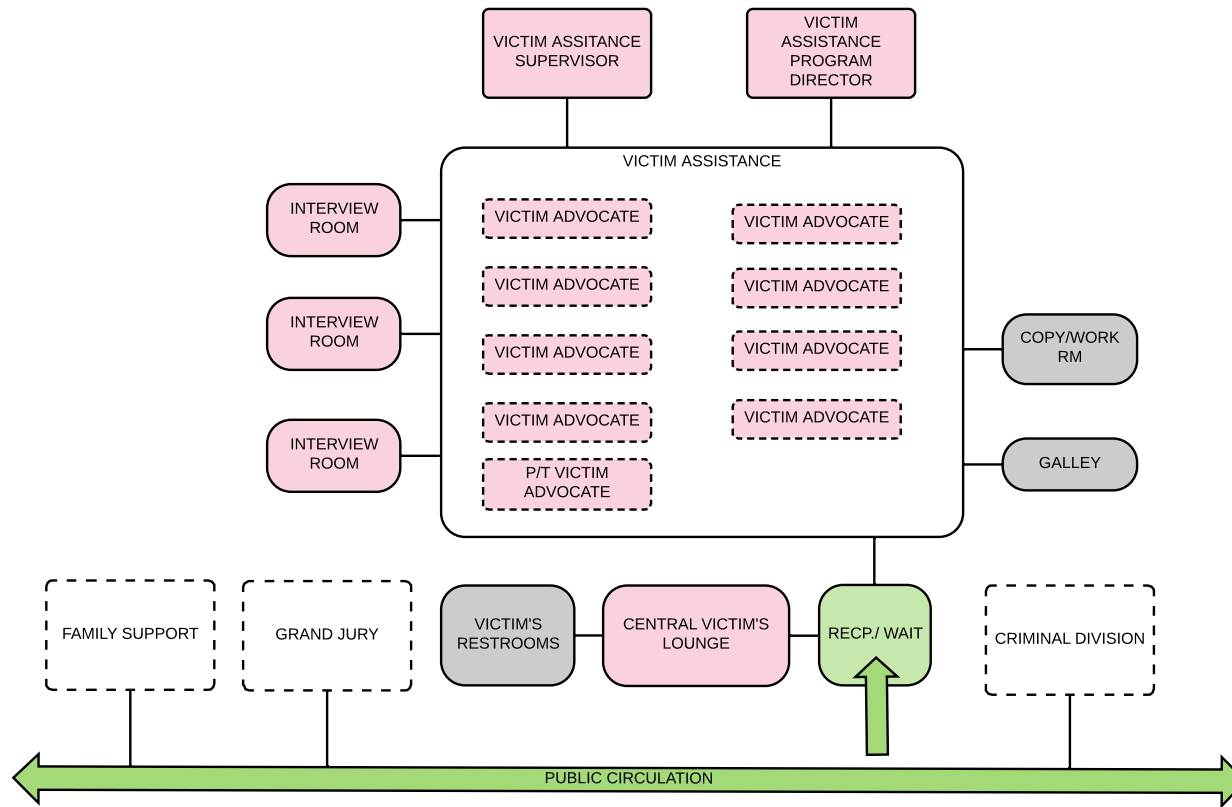 VICTIM ASSITANCE
SUPERVISOR
VICTIM
ASSISTANCE
PROGRAM
DIRECTOR
VICTIM ASSISTANCE
INTERVIEW
ROOM
INTERVIEW
ROOM
INTERVIEW
ROOM
VICTIM ADVOCATE
VICTIM ADVOCATE
VICTIM ADVOCATE
VICTIM ADVOCATE
P/T VICTIM
ADVOCATE
VICTIM ADVOCATE
VICTIM ADVOCATE
VICTIM ADVOCATE
VICTIM ADVOCATE
COPY/WORK
RM
GALLEY
FAMILY SUPPORT
GRAND JURY
VICTIM'S
RESTROOMS
CENTRAL VICTIM'S
LOUNGE
RECP./ WAIT
CRIMINAL DIVISION
PUBLIC CIRCULATION